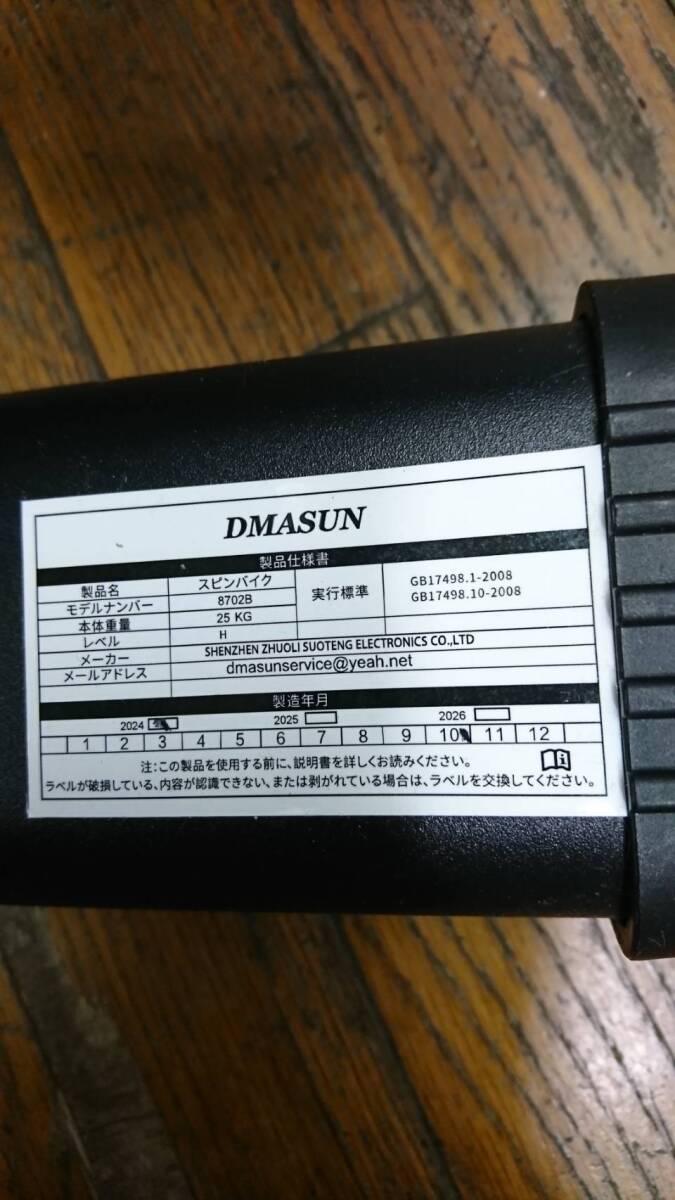 DMASUN
製品仕様書
製品名 スピンバイク 実行標準 GB17498.1-2008
モデルナンバー 8702B GB17498.10-2008
本体重量 25 KG
レベル H
メーカー SHENZHEN ZHUOLI SUOTENG ELECTRONICS CO.,LTD
メールアドレス dmasunservice@yeah.net
製造年月
2024 2025 2026
1 2 3 4 5 6 7 8 9 10 11 12
注:この製品を使用する前に、説明書を詳しくお読みください。
ラベルが破損している、内容が認識できない、または剥がれている場合は、ラベルを交換してください。